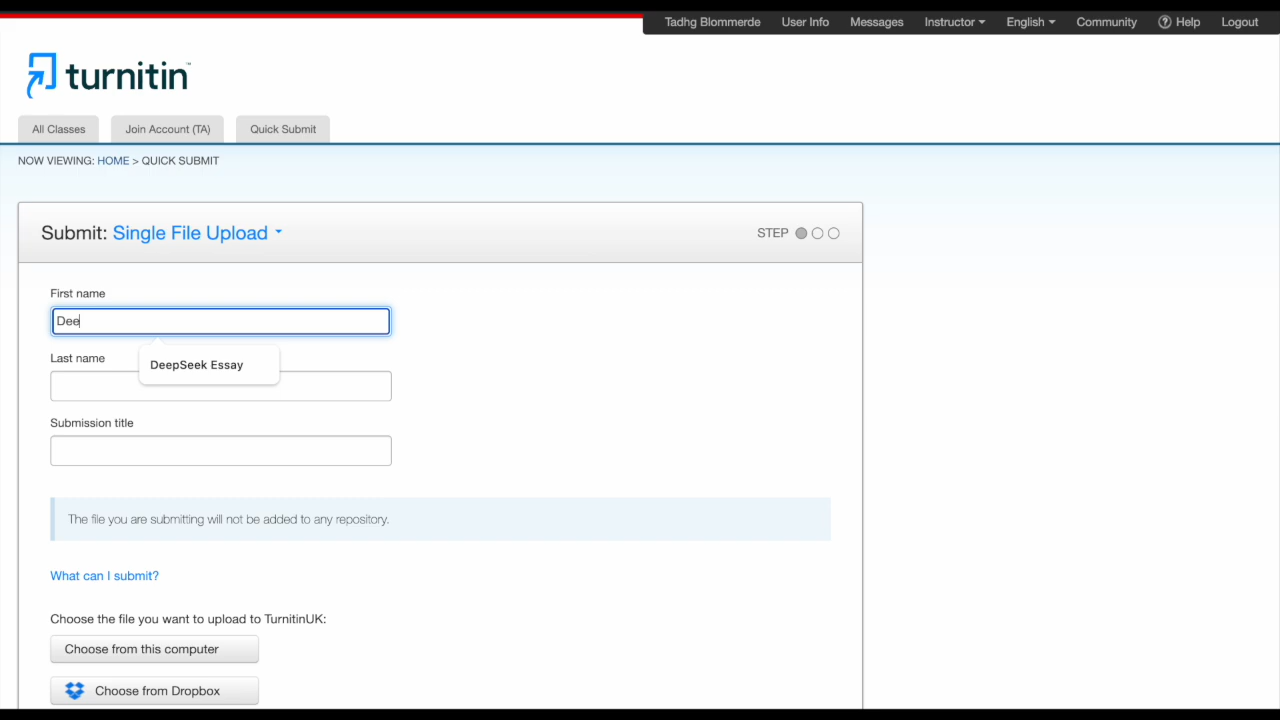 Tadhg Blommerde User Info Messages Instructor English Community ? Help Logout
turnitin™
All Classes Join Account (TA) Quick Submit
NOW VIEWING: HOME > QUICK SUBMIT
Submit: Single File Upload STEP
First name
Dee
DeepSeek Essay
Last name
Submission title
The file you are submitting will not be added to any repository.
What can I submit?
Choose the file you want to upload to TurnitinUK:
Choose from this computer
Choose from Dropbox